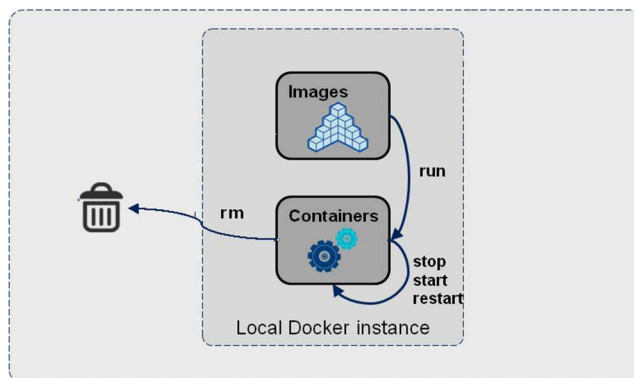 Images
run
rm
Containers
stop
start
restart
Local Docker instance